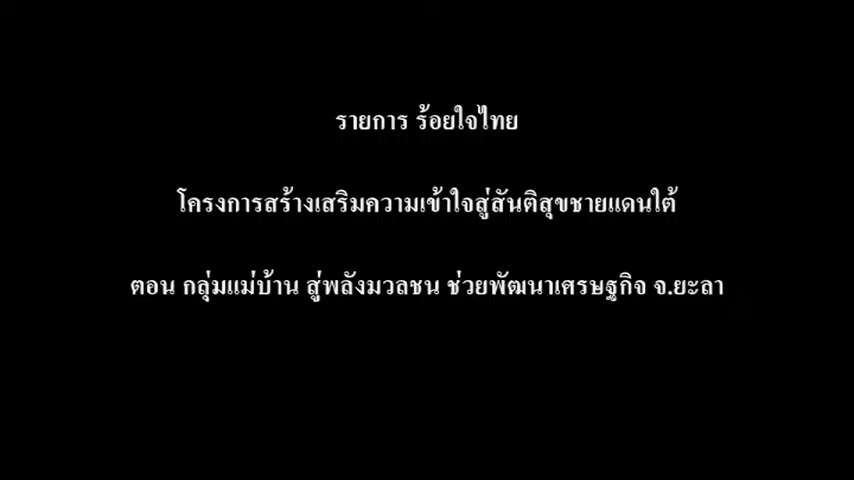 รายการ ร้อยใจไทย
โครงการสร้างเสริมความเข้าใจสู่สันติสุขชายแดนใต้
ตอน กลุ่มแม่บ้าน สู่พลังมวลชน ช่วยพัฒนาเศรษฐกิจ จ.ยะลา